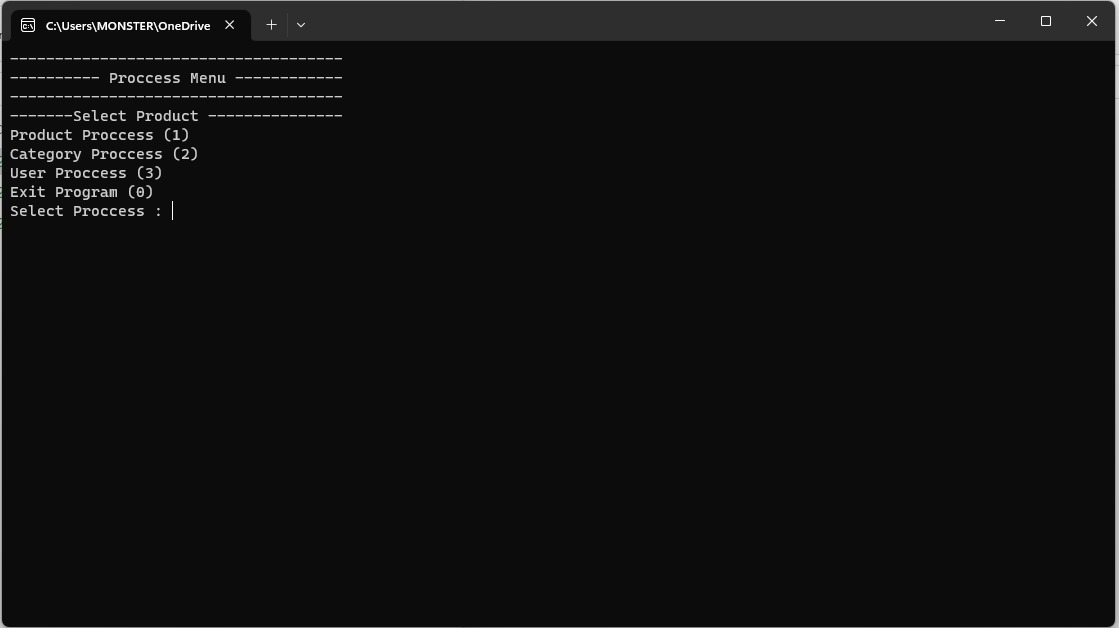 C:\Users\MONSTER\OneDrive
-------------------------------------
---------- Proccess Menu ------------
-------------------------------------
-------Select Product ---------------
Product Proccess (1)
Category Proccess (2)
User Proccess (3)
Exit Program (0)
Select Proccess :